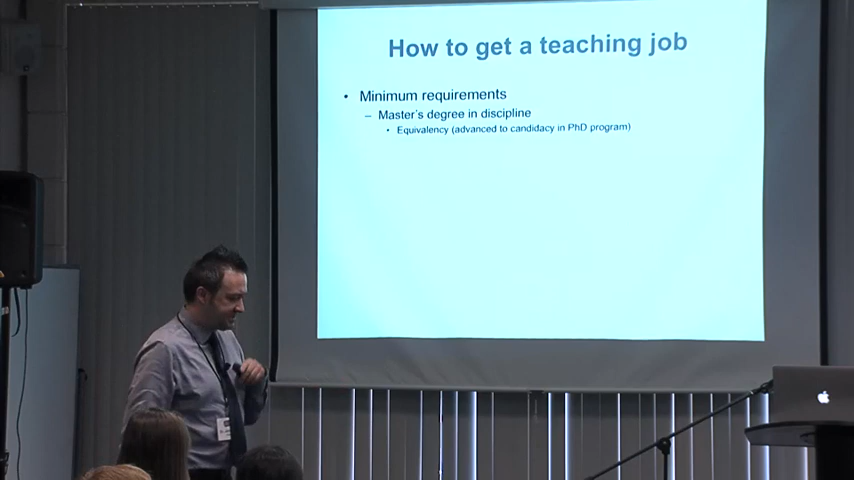 How to get a teaching job
• Minimum requirements
– Master's degree in discipline
• Equivalency (advanced to candidacy in PhD program)